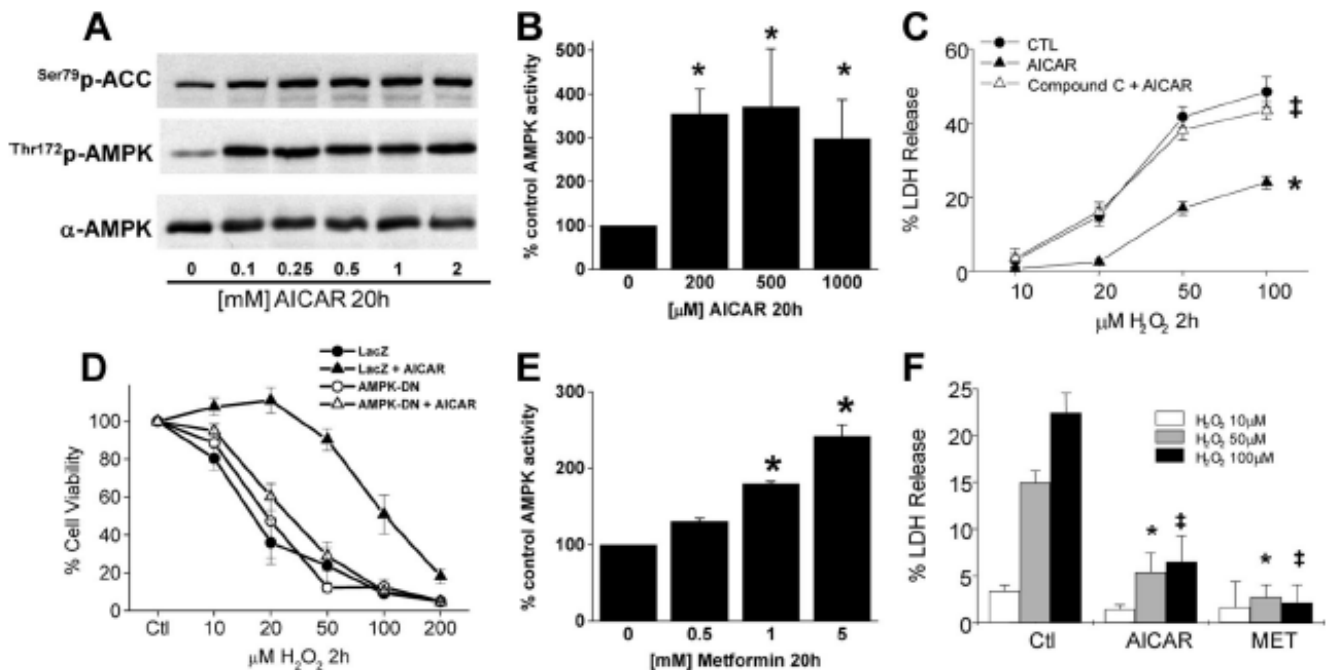 A
Ser79p-ACC
Thr172p-AMPK
α-AMPK
0 0.1 0.25 0.5 1 2
[mM] AICAR 20h
B
% control AMPK activity
500
400
300
200
100
0
* * *
0 200 500 1000
[µM] AICAR 20h
C
CTL
AICAR
Compound C + AICAR
% LDH Release
60
40
20
0
‡
*
10 20 50 100
µM H₂O₂ 2h
D
LacZ
LacZ + AICAR
AMPK-DN
AMPK-DN + AICAR
% Cell Viability
100
80
60
40
20
0
Ctl 10 20 50 100 200
µM H₂O₂ 2h
E
% control AMPK activity
300
200
100
0
* *
0 0.5 1 5
[mM] Metformin 20h
F
H₂O₂ 10µM
H₂O₂ 50µM
H₂O₂ 100µM
% LDH Release
25
20
15
10
5
0
* ‡ * ‡
Ctl AICAR MET